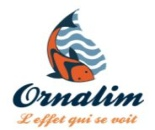 Ornalim
L'effet qui se voit